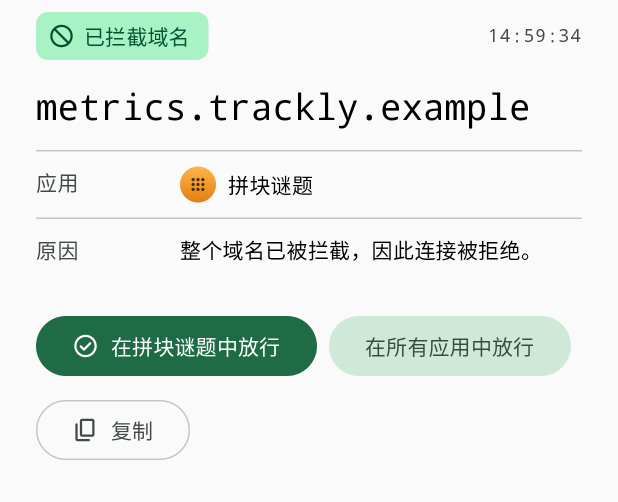 已拦截域名
14:59:34
metrics.trackly.example
应用
拼块谜题
原因
整个域名已被拦截，因此连接被拒绝。
在拼块谜题中放行
在所有应用中放行
复制